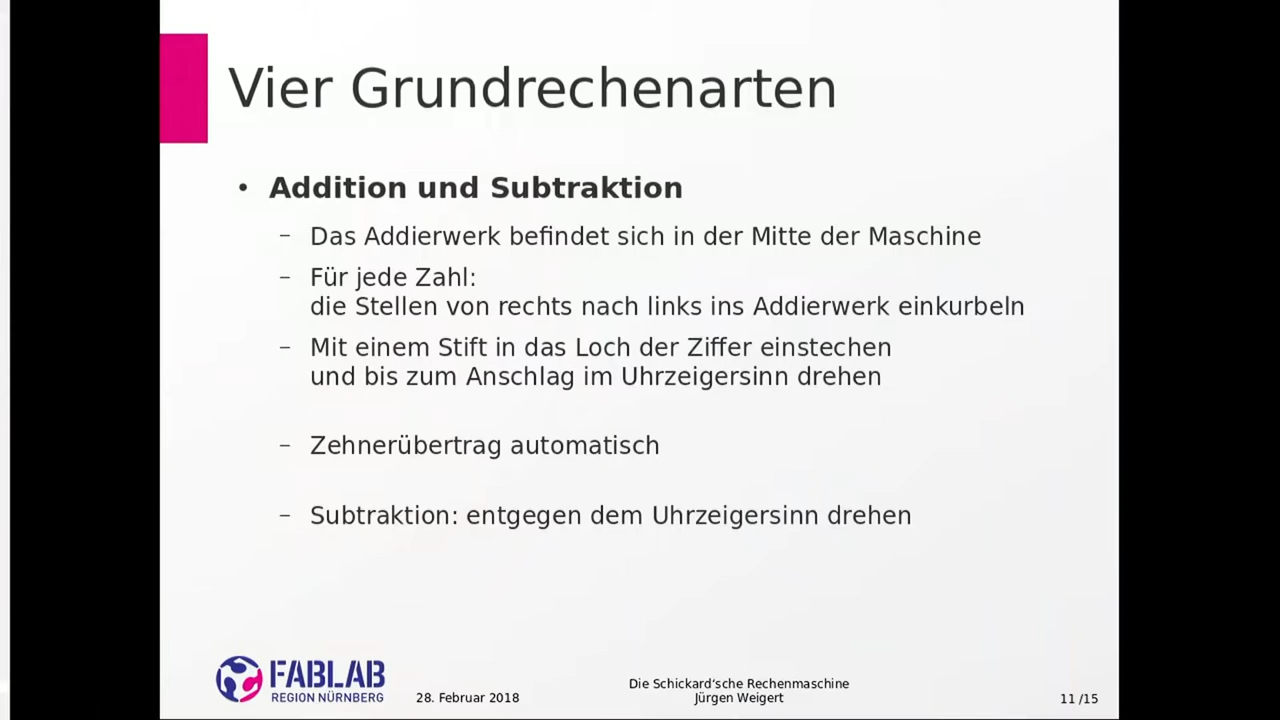 Vier Grundrechenarten
• Addition und Subtraktion
– Das Addierwerk befindet sich in der Mitte der Maschine
– Für jede Zahl:
die Stellen von rechts nach links ins Addierwerk einkurbeln
– Mit einem Stift in das Loch der Ziffer einstechen
und bis zum Anschlag im Uhrzeigersinn drehen
– Zehnerübertrag automatisch
– Subtraktion: entgegen dem Uhrzeigersinn drehen
FABLAB
REGION NÜRNBERG
28. Februar 2018
Die Schickard‘sche Rechenmaschine
Jürgen Weigert
11 /15